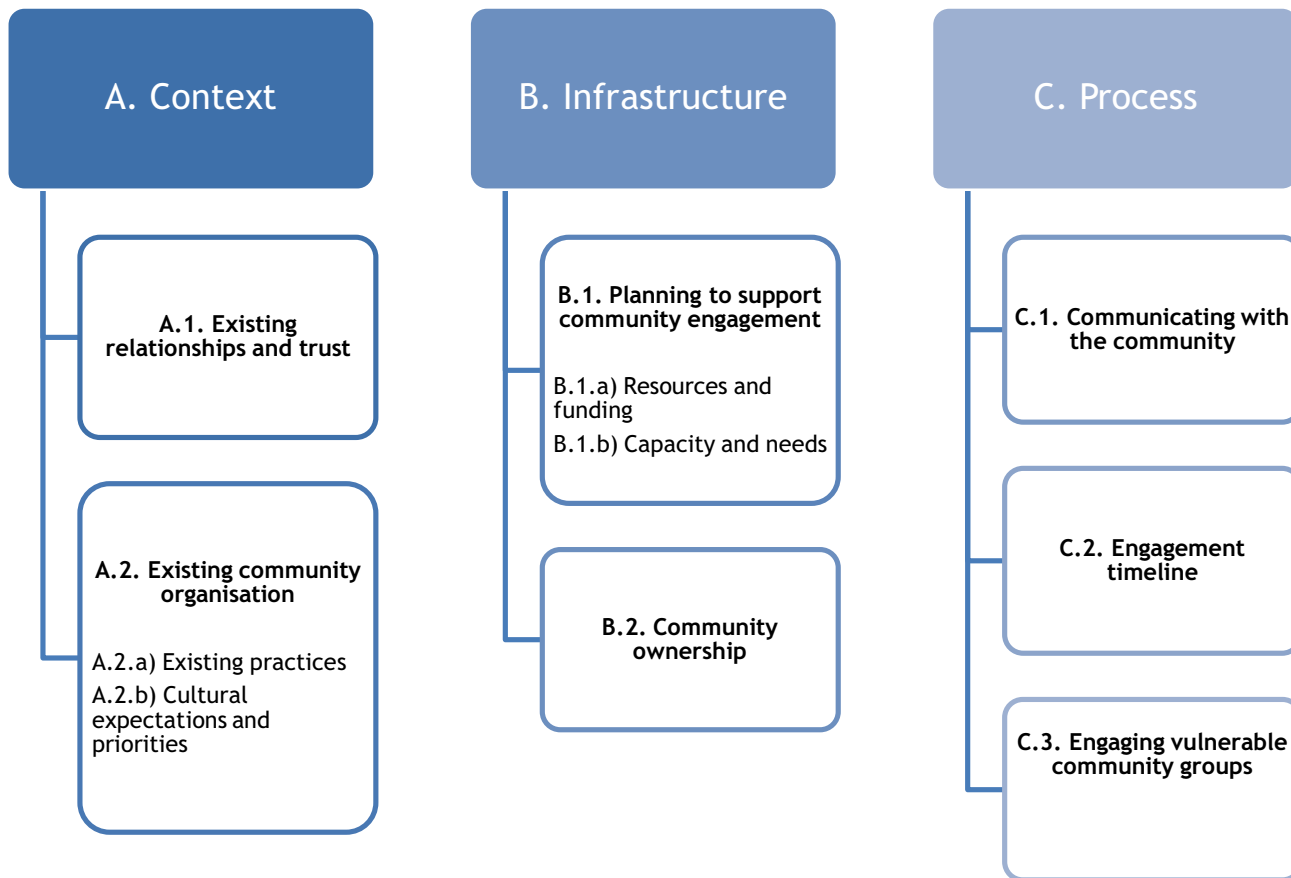 A. Context
A.1. Existing
relationships and trust
A.2. Existing community
organisation
A.2.a) Existing practices
A.2.b) Cultural
expectations and
priorities
B. Infrastructure
B.1. Planning to support
community engagement
B.1.a) Resources and
funding
B.1.b) Capacity and needs
B.2. Community
ownership
C. Process
C.1. Communicating with
the community
C.2. Engagement
timeline
C.3. Engaging vulnerable
community groups